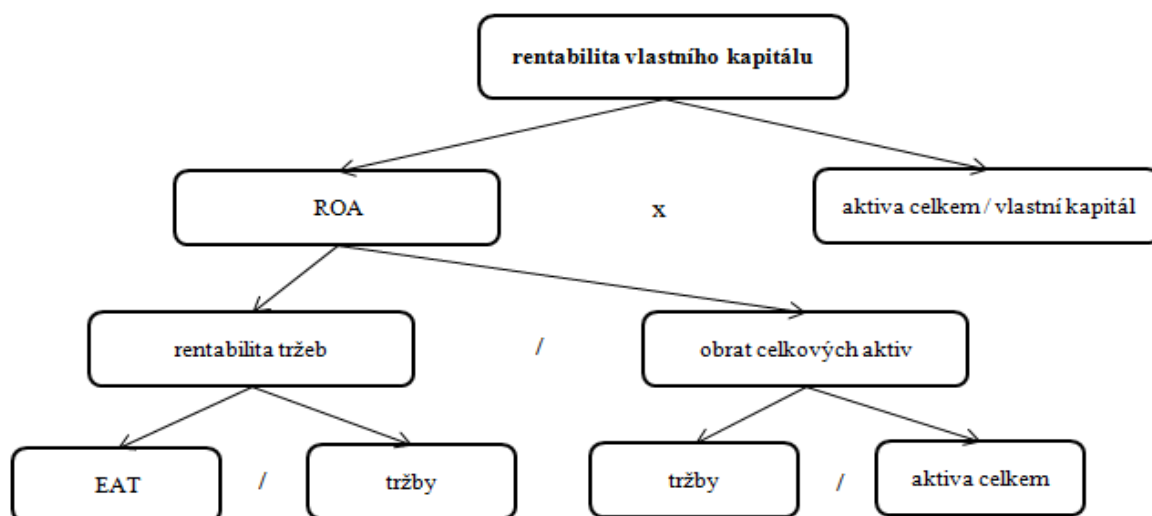 rentabilita vlastního kapitálu
ROA
x
aktiva celkem / vlastní kapitál
rentabilita tržeb
/
obrat celkových aktiv
EAT
/
tržby
tržby
/
aktiva celkem